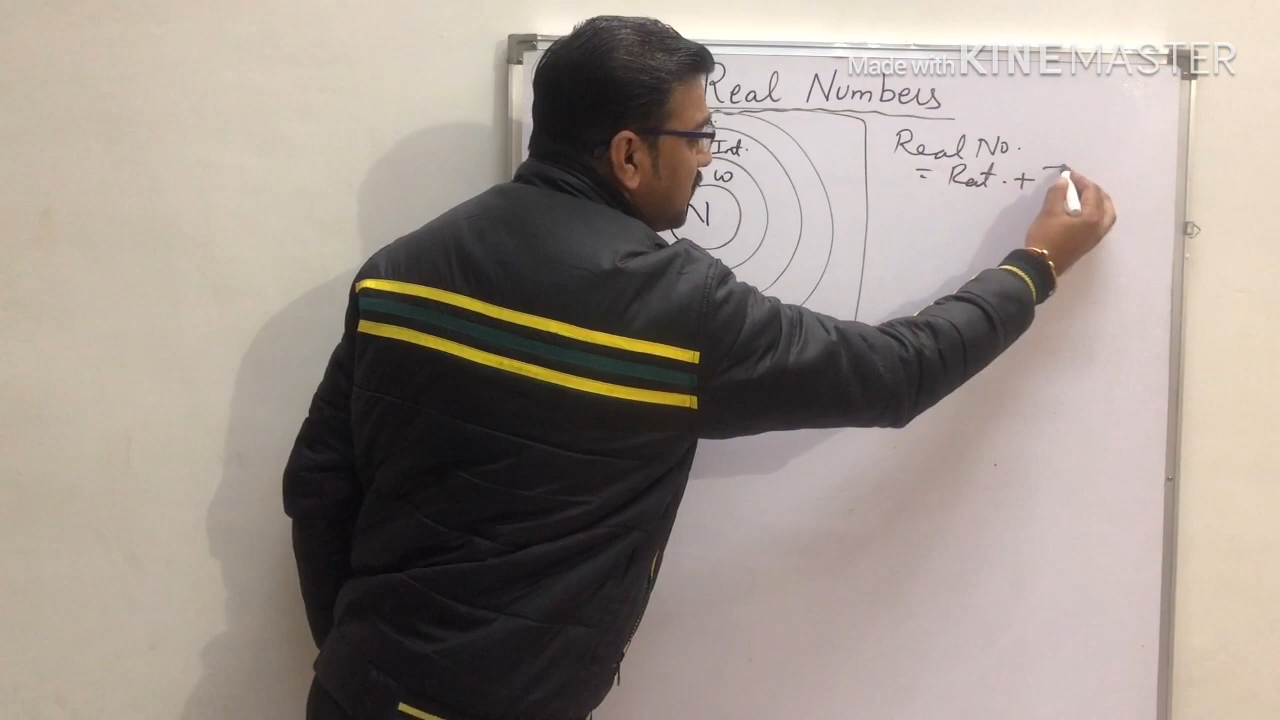 Made with KINEMASTER
Real Numbers
Int.
W
N
Real No.
= Rat. +